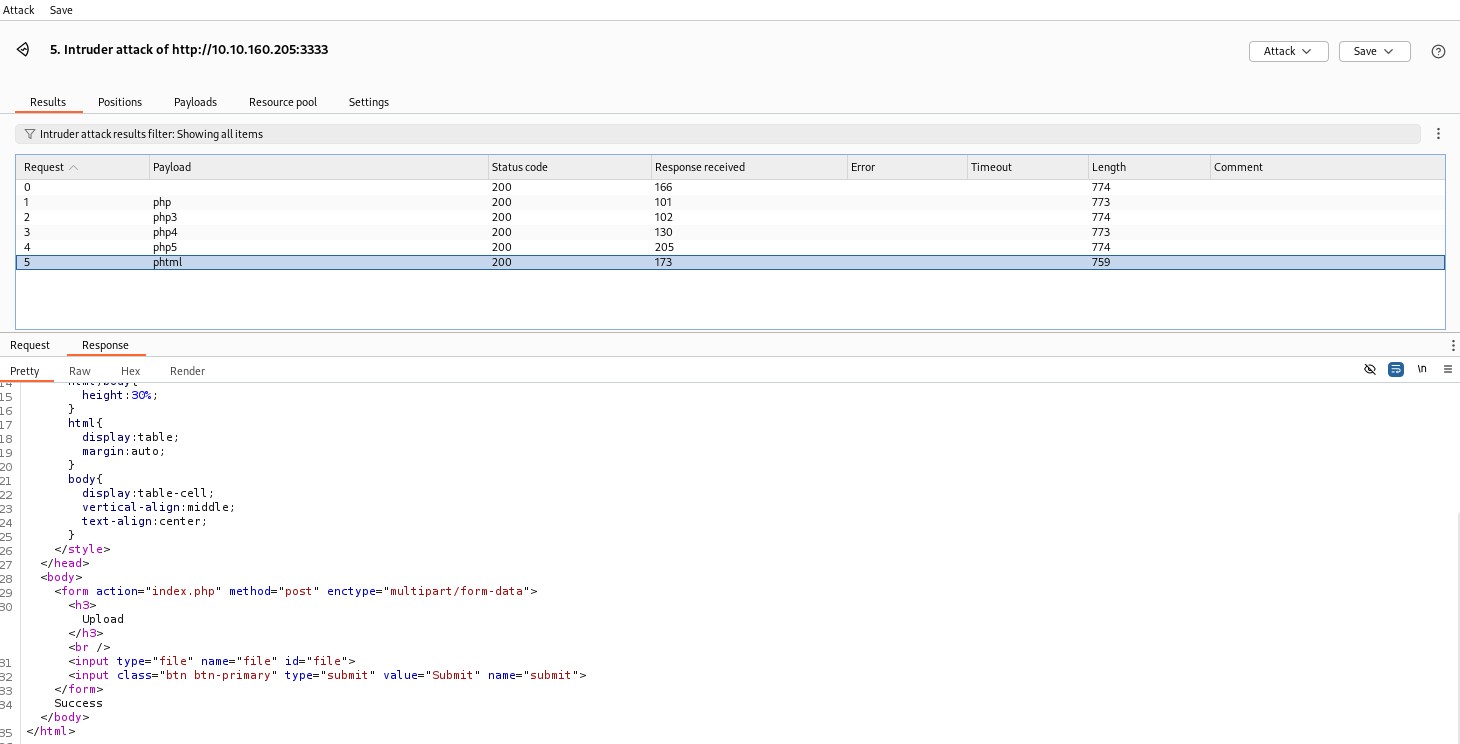 Attack Save
5. Intruder attack of http://10.10.160.205:3333
Attack Save
Results Positions Payloads Resource pool Settings
Intruder attack results filter: Showing all items
Request Payload Status code Response received Error Timeout Length Comment
0 200 166 774
1 php 200 101 773
2 php3 200 102 774
3 php4 200 130 773
4 php5 200 205 774
5 phtml 200 173 759
Request Response
Pretty Raw Hex Render \n
14 html,body{
15 height:30%;
16 }
17 html{
18 display:table;
19 margin:auto;
20 }
21 body{
22 display:table-cell;
23 vertical-align:middle;
24 text-align:center;
25 }
26 </style>
27 </head>
28 <body>
29 <form action="index.php" method="post" enctype="multipart/form-data">
30 <h3>
Upload
</h3>
<br />
31 <input type="file" name="file" id="file">
32 <input class="btn btn-primary" type="submit" value="Submit" name="submit">
33 </form>
34 Success
</body>
35 </html>